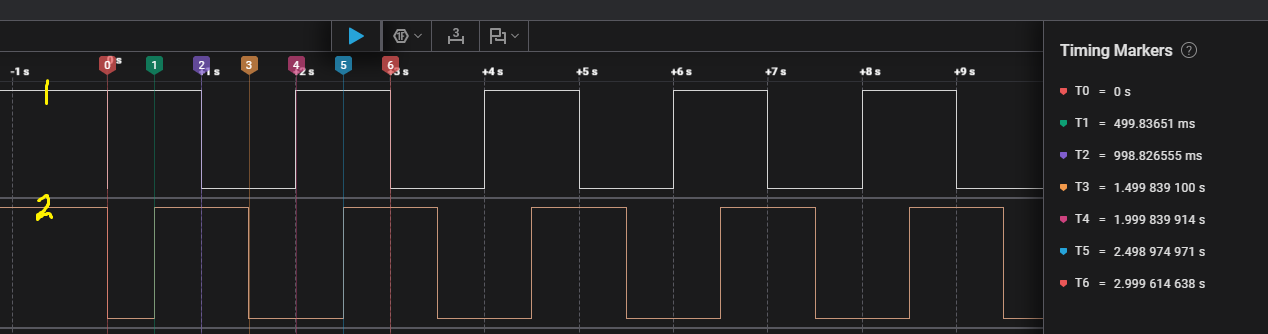 3
Timing Markers ?
-1 s 0 s 0 1 2 +1 s 3 4 +2 s 5 6 +3 s +4 s +5 s +6 s +7 s +8 s +9 s
T0 = 0 s
1
T1 = 499.83651 ms
T2 = 998.826555 ms
T3 = 1.499 839 100 s
2
T4 = 1.999 839 914 s
T5 = 2.498 974 971 s
T6 = 2.999 614 638 s